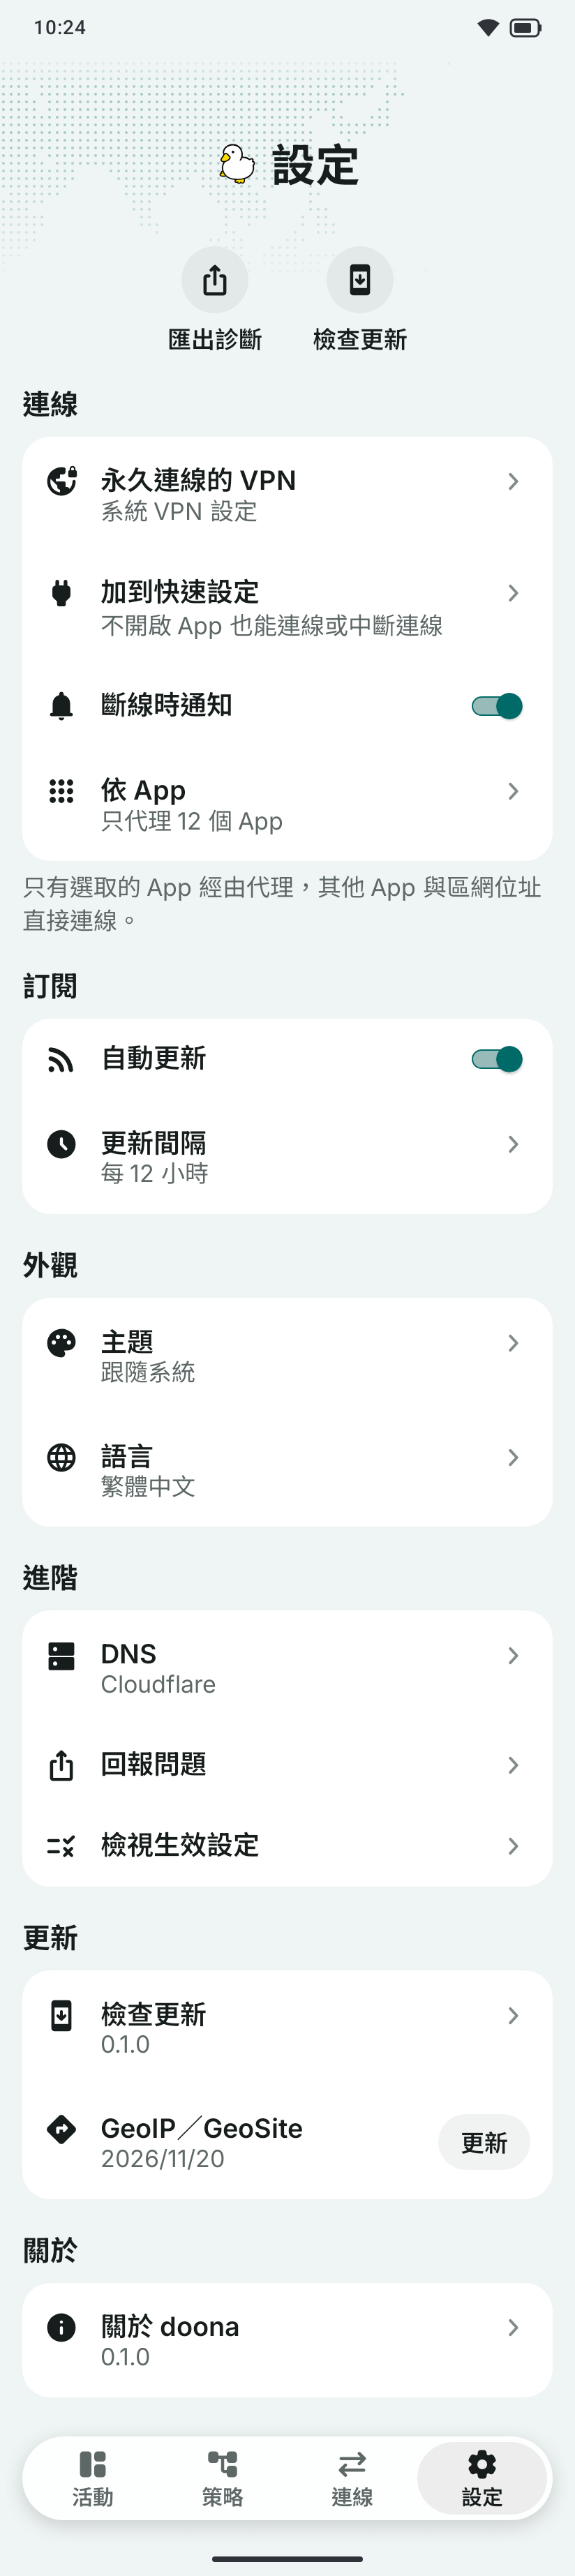 10:24
設定
匯出診斷
檢查更新
連線
永久連線的 VPN
系統 VPN 設定
加到快速設定
不開啟 App 也能連線或中斷連線
斷線時通知
依 App
只代理 12 個 App
只有選取的 App 經由代理，其他 App 與區網位址
直接連線。
訂閱
自動更新
更新間隔
每 12 小時
外觀
主題
跟隨系統
語言
繁體中文
進階
DNS
Cloudflare
回報問題
檢視生效設定
更新
檢查更新
0.1.0
GeoIP／GeoSite
2026/11/20
更新
關於
關於 doona
0.1.0
活動
策略
連線
設定